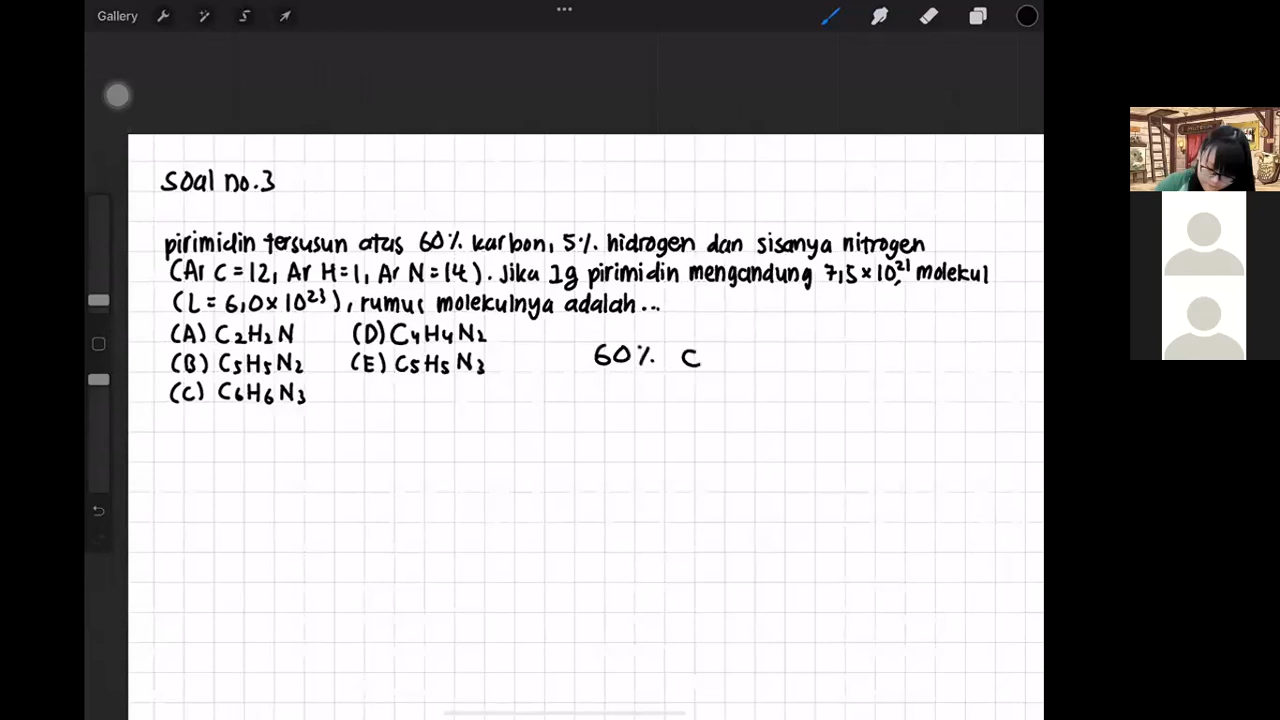 Gallery
soal no.3
pirimidin tersusun atas 60% karbon, 5% hidrogen dan sisanya nitrogen
(Ar C = 12, Ar H = 1, Ar N = 14). Jika 1g pirimidin mengandung 7,5 × 10²¹ molekul
(L = 6,0 × 10²³), rumus molekulnya adalah...
(A) C₂H₂N (D) C₄H₄N₂
(B) C₅H₅N₂ (E) C₅H₅N₃
(C) C₆H₆N₃
60% C